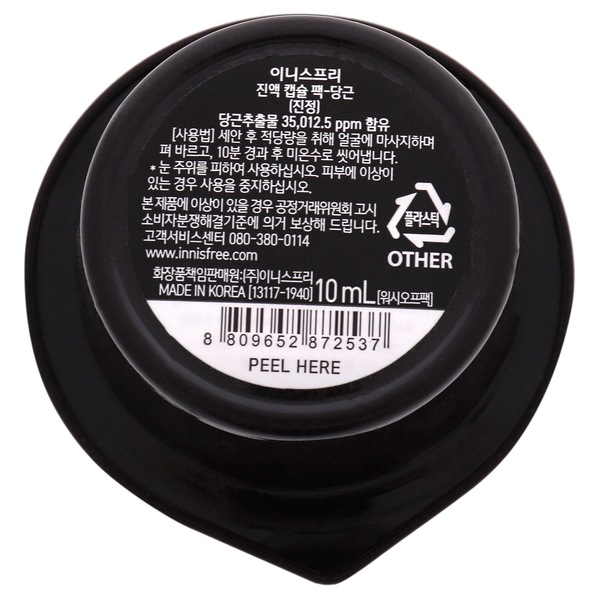 이니스프리
진액 캡슐 팩-당근
(진정)
당근추출물 35,012.5 ppm 함유
[사용법] 세안 후 적당량을 취해 얼굴에 마사지하며
펴 바르고, 10분 경과 후 미온수로 씻어냅니다.
* 눈 주위를 피하여 사용하십시오. 피부에 이상이
있는 경우 사용을 중지하십시오.
본 제품에 이상이 있을 경우 공정거래위원회 고시
소비자분쟁해결기준에 의거 보상해 드립니다.
고객서비스센터 080-380-0114
www.innisfree.com
플라스틱
OTHER
화장품책임판매원:(주)이니스프리
MADE IN KOREA [13117-1940] 10 mL [워시오프팩]
8 809652 872537
PEEL HERE